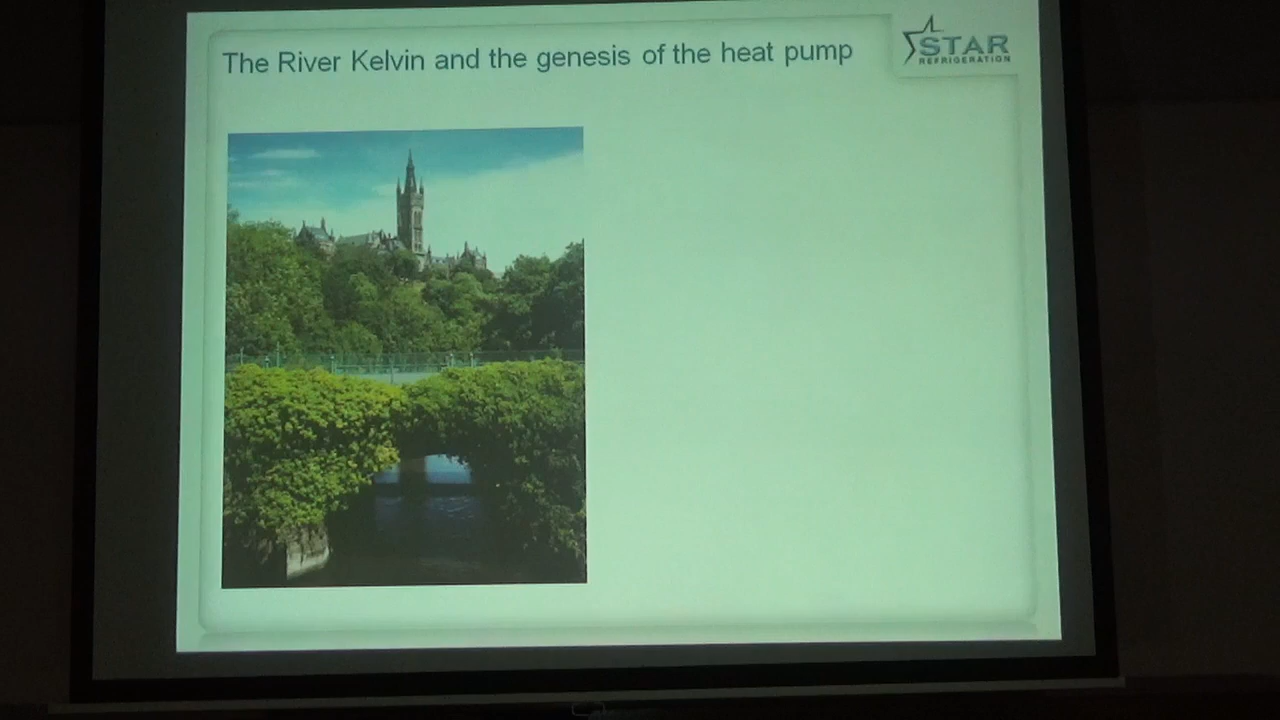 The River Kelvin and the genesis of the heat pump
STAR
REFRIGERATION